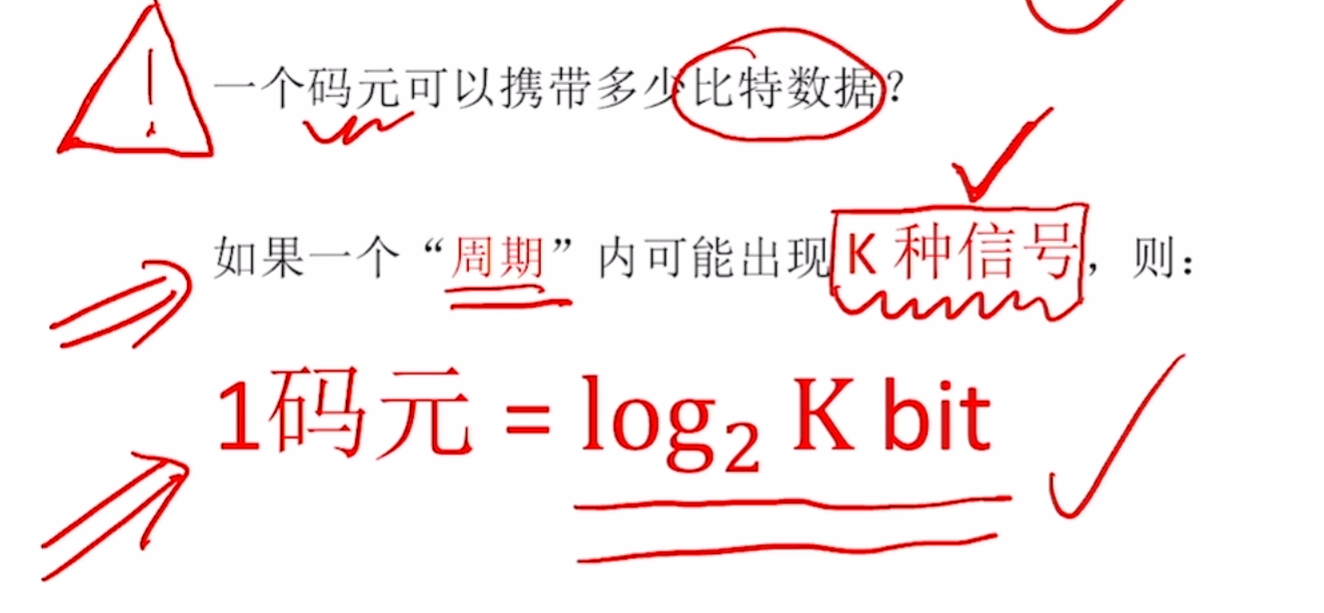 一个码元可以携带多少比特数据？
如果一个“周期”内可能出现K 种信号，则：
1码元 = log₂ K bit